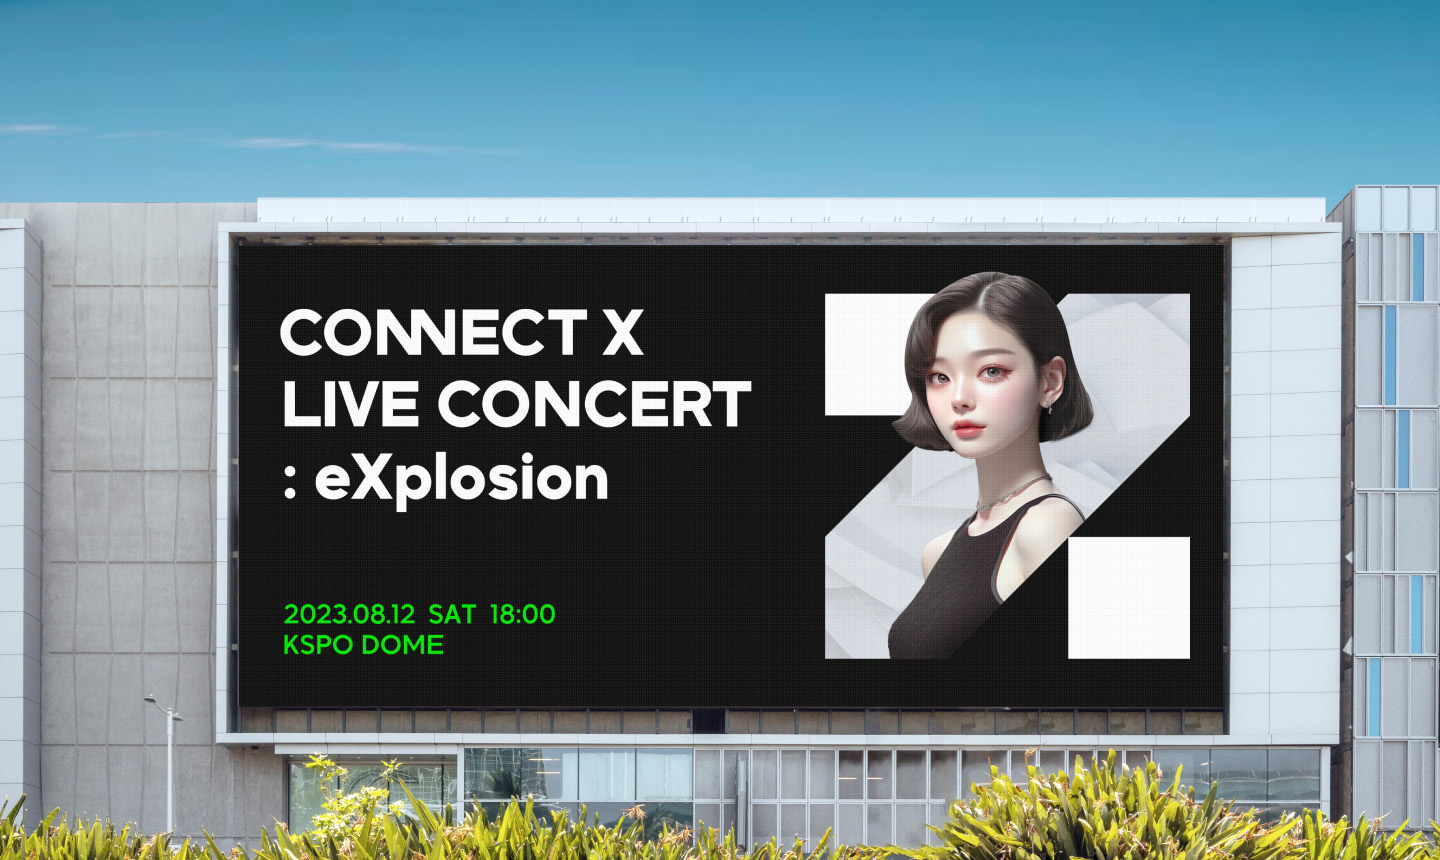 CONNECT X
LIVE CONCERT
: eXplosion
2023.08.12 SAT 18:00
KSPO DOME